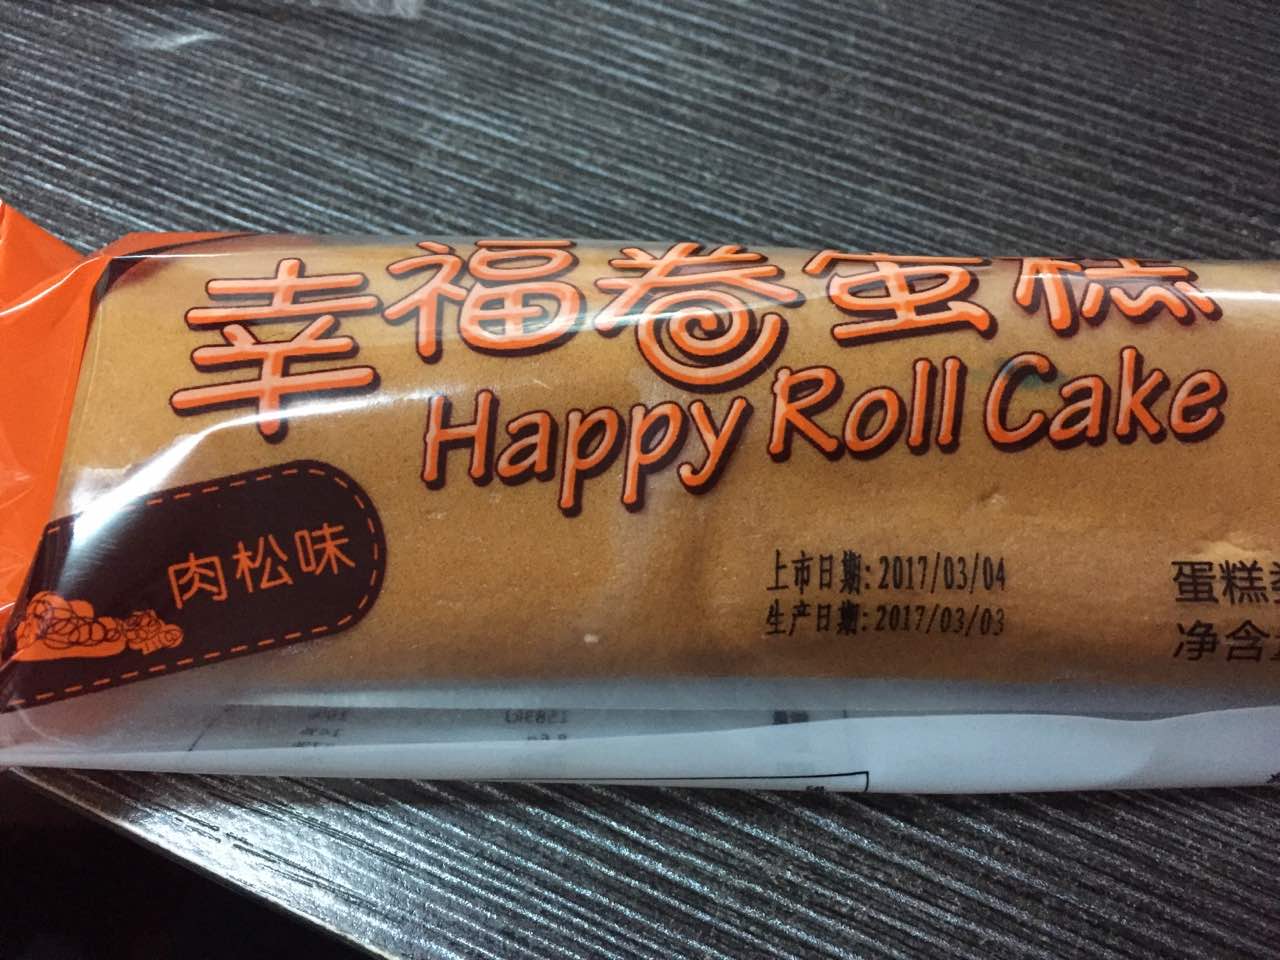 幸福卷蛋糕
Happy Roll Cake
肉松味
上市日期:2017/03/04
生产日期:2017/03/03
蛋糕
净含